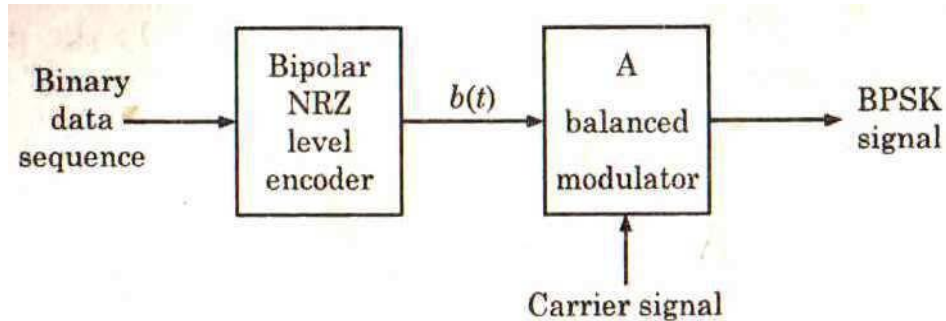 Binary
data
sequence
Bipolar
NRZ
level
encoder
b(t)
A
balanced
modulator
BPSK
signal
Carrier signal